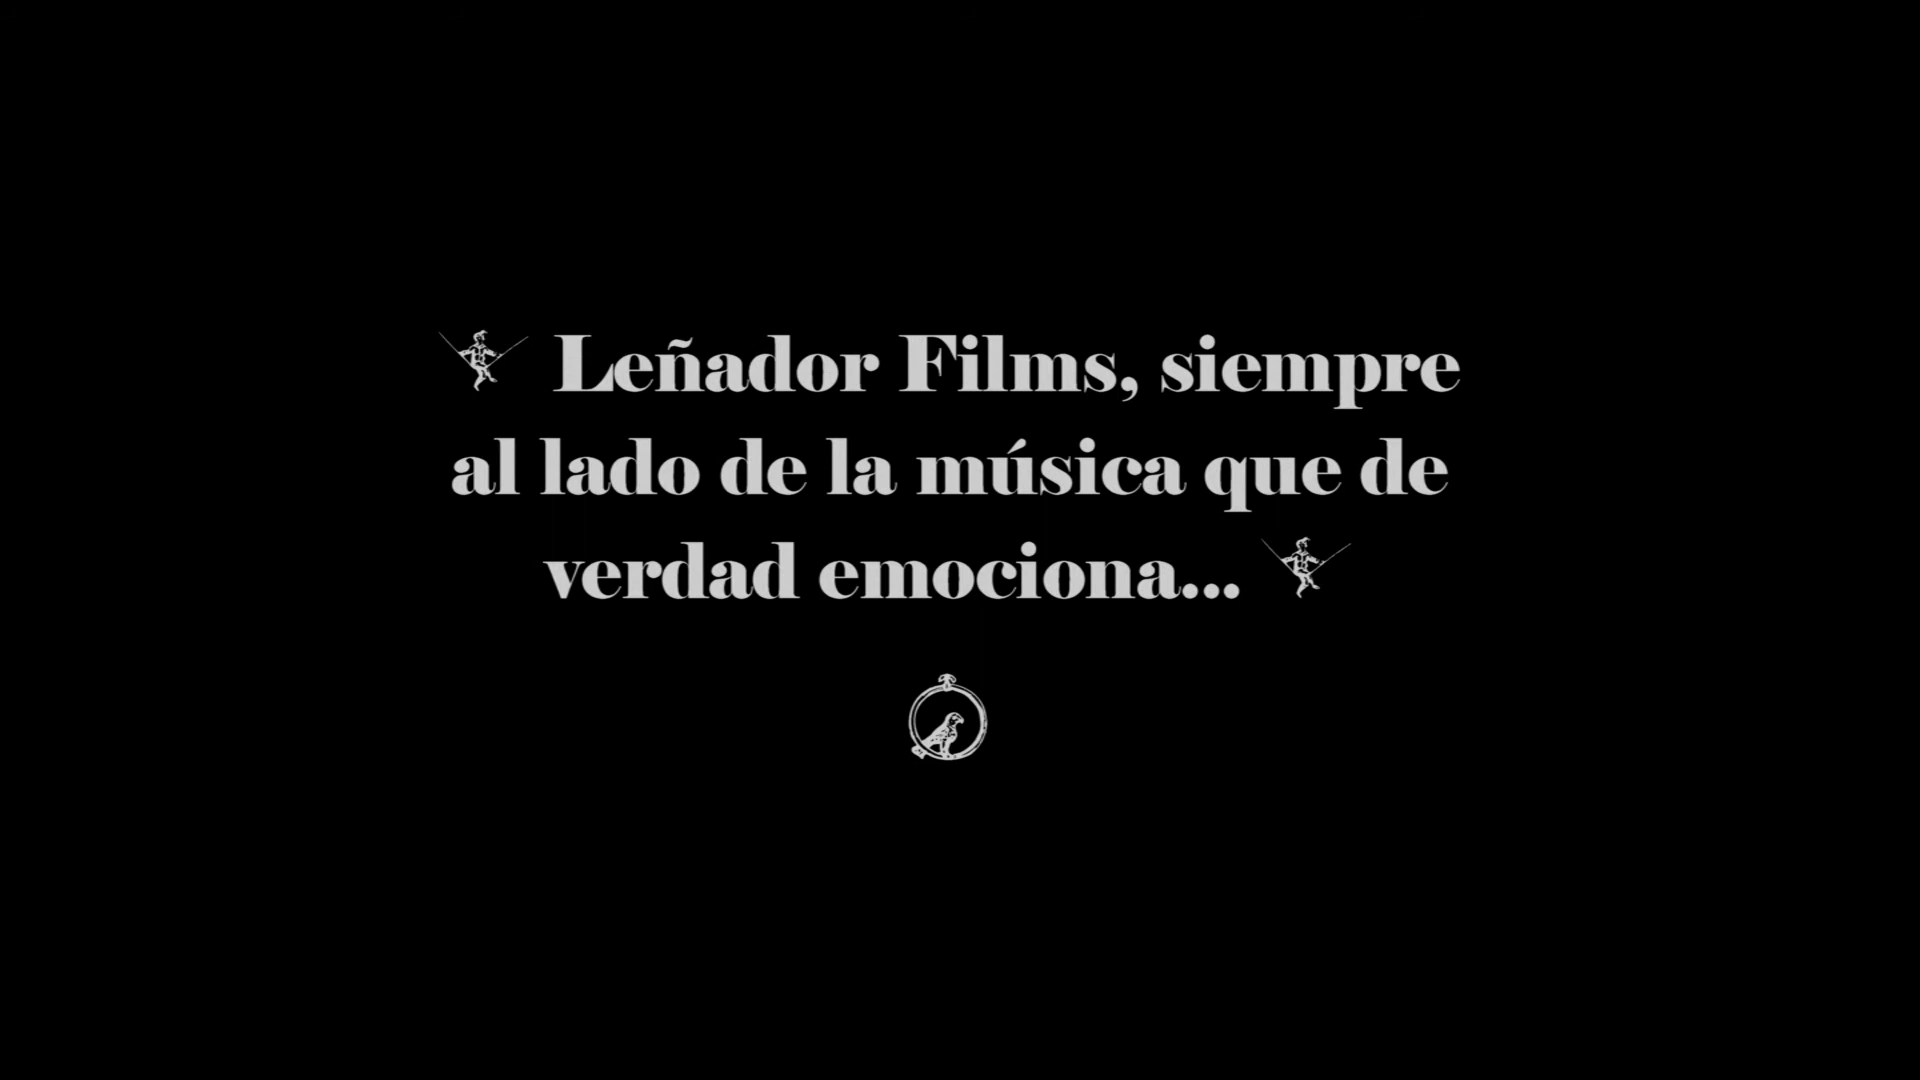 Leñador Films, siempre
al lado de la música que de
verdad emociona...